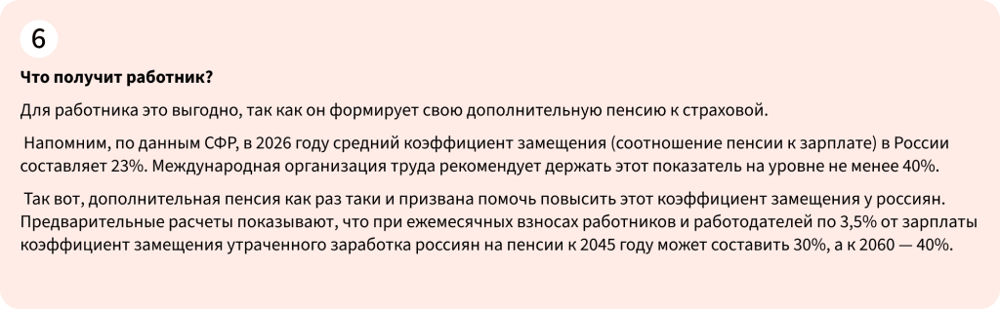 6
Что получит работник?
Для работника это выгодно, так как он формирует свою дополнительную пенсию к страховой.
Напомним, по данным СФР, в 2026 году средний коэффициент замещения (соотношение пенсии к зарплате) в России
составляет 23%. Международная организация труда рекомендует держать этот показатель на уровне не менее 40%.
Так вот, дополнительная пенсия как раз таки и призвана помочь повысить этот коэффициент замещения у россиян.
Предварительные расчеты показывают, что при ежемесячных взносах работников и работодателей по 3,5% от зарплаты
коэффициент замещения утраченного заработка россиян на пенсии к 2045 году может составить 30%, а к 2060 — 40%.